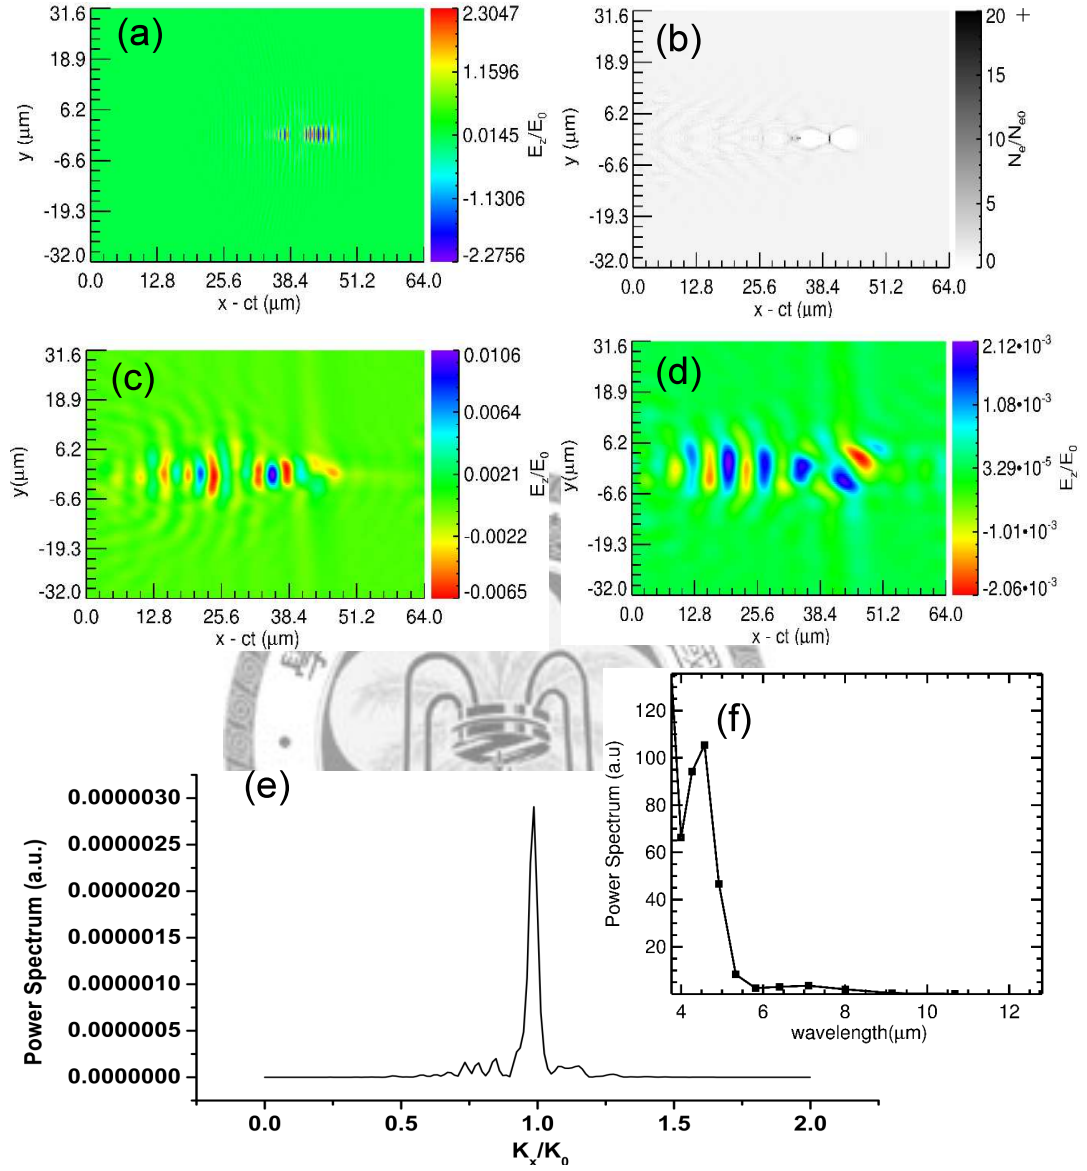 (a)
31.6
18.9
6.2
-6.6
-19.3
-32.0
y (μm)
0.0 12.8 25.6 38.4 51.2 64.0
x - ct (μm)
2.3047
1.1596
0.0145
-1.1306
-2.2756
E_z/E_0
(b)
31.6
18.9
6.2
-6.6
-19.3
-32.0
y (μm)
0.0 12.8 25.6 38.4 51.2 64.0
x - ct (μm)
20 +
15
10
5
0
N_e/N_e0
(c)
31.6
18.9
6.2
-6.6
-19.3
-32.0
y(μm)
0.0 12.8 25.6 38.4 51.2 64.0
x - ct (μm)
0.0106
0.0064
0.0021
-0.0022
-0.0065
E_z/E_0
(d)
31.6
18.9
6.2
-6.6
-19.3
-32.0
y(μm)
0.0 12.8 25.6 38.4 51.2 64.0
x - ct (μm)
2.12•10⁻³
1.08•10⁻³
3.29•10⁻⁵
-1.01•10⁻³
-2.06•10⁻³
E_z/E_0
(e)
0.0000030
0.0000025
0.0000020
0.0000015
0.0000010
0.0000005
0.0000000
Power Spectrum (a.u.)
0.0 0.5 1.0 1.5 2.0
K_x/K_0
(f)
120
100
80
60
40
20
Power Spectrum (a.u)
4 6 8 10 12
wavelength(μm)